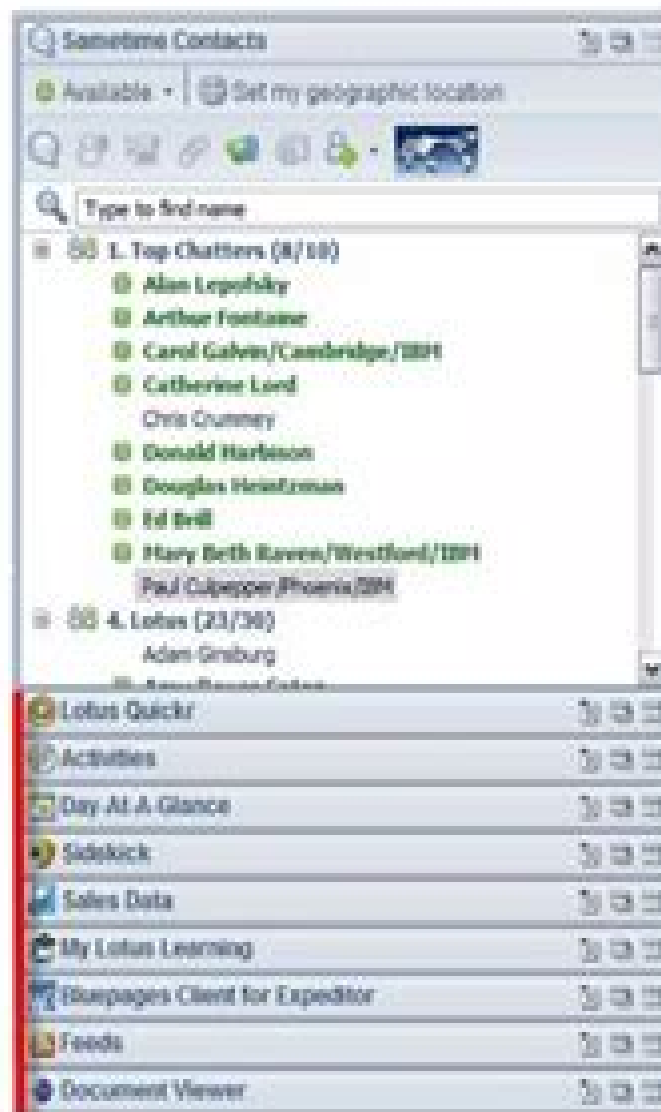 Sametime Contacts
Available
Set my geographic location
Type to find name
1. Top Chatters (8/10)
Alan Lepofsky
Arthur Fontaine
Carol Galvin/Cambridge/IBM
Catherine Lord
Chris Crummey
Donald Harbison
Douglas Heintzman
Ed Brill
Mary Beth Raven/Westford/IBM
Paul Culpepper/Phoenix/IBM
4. Lotus (23/30)
Adam Ginsburg
Lotus Quickr
Activities
Day At A Glance
Sidekick
Sales Data
My Lotus Learning
Bluepages Client for Expeditor
Feeds
Document Viewer